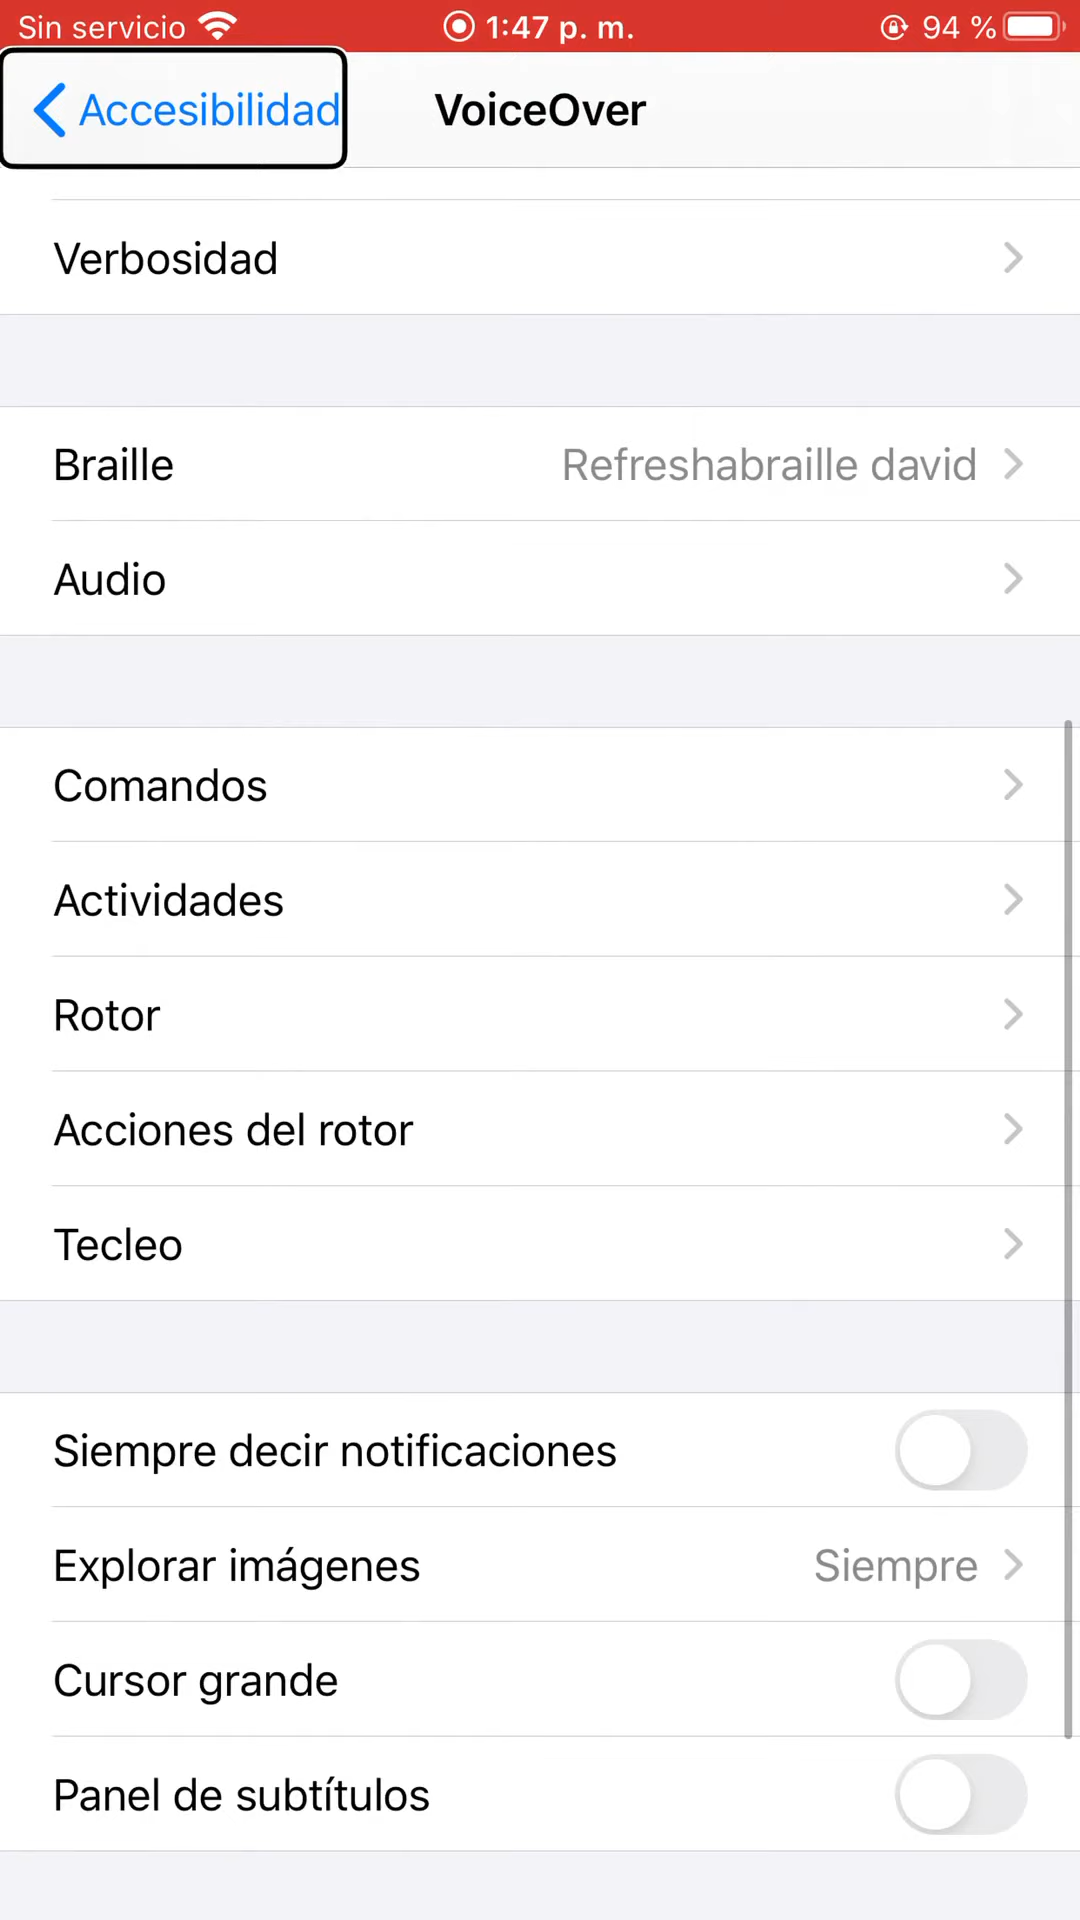 Sin servicio 1:47 p. m. 94 %
Accesibilidad VoiceOver
Verbosidad
Braille Refreshabraille david
Audio
Comandos
Actividades
Rotor
Acciones del rotor
Tecleo
Siempre decir notificaciones
Explorar imágenes Siempre
Cursor grande
Panel de subtítulos